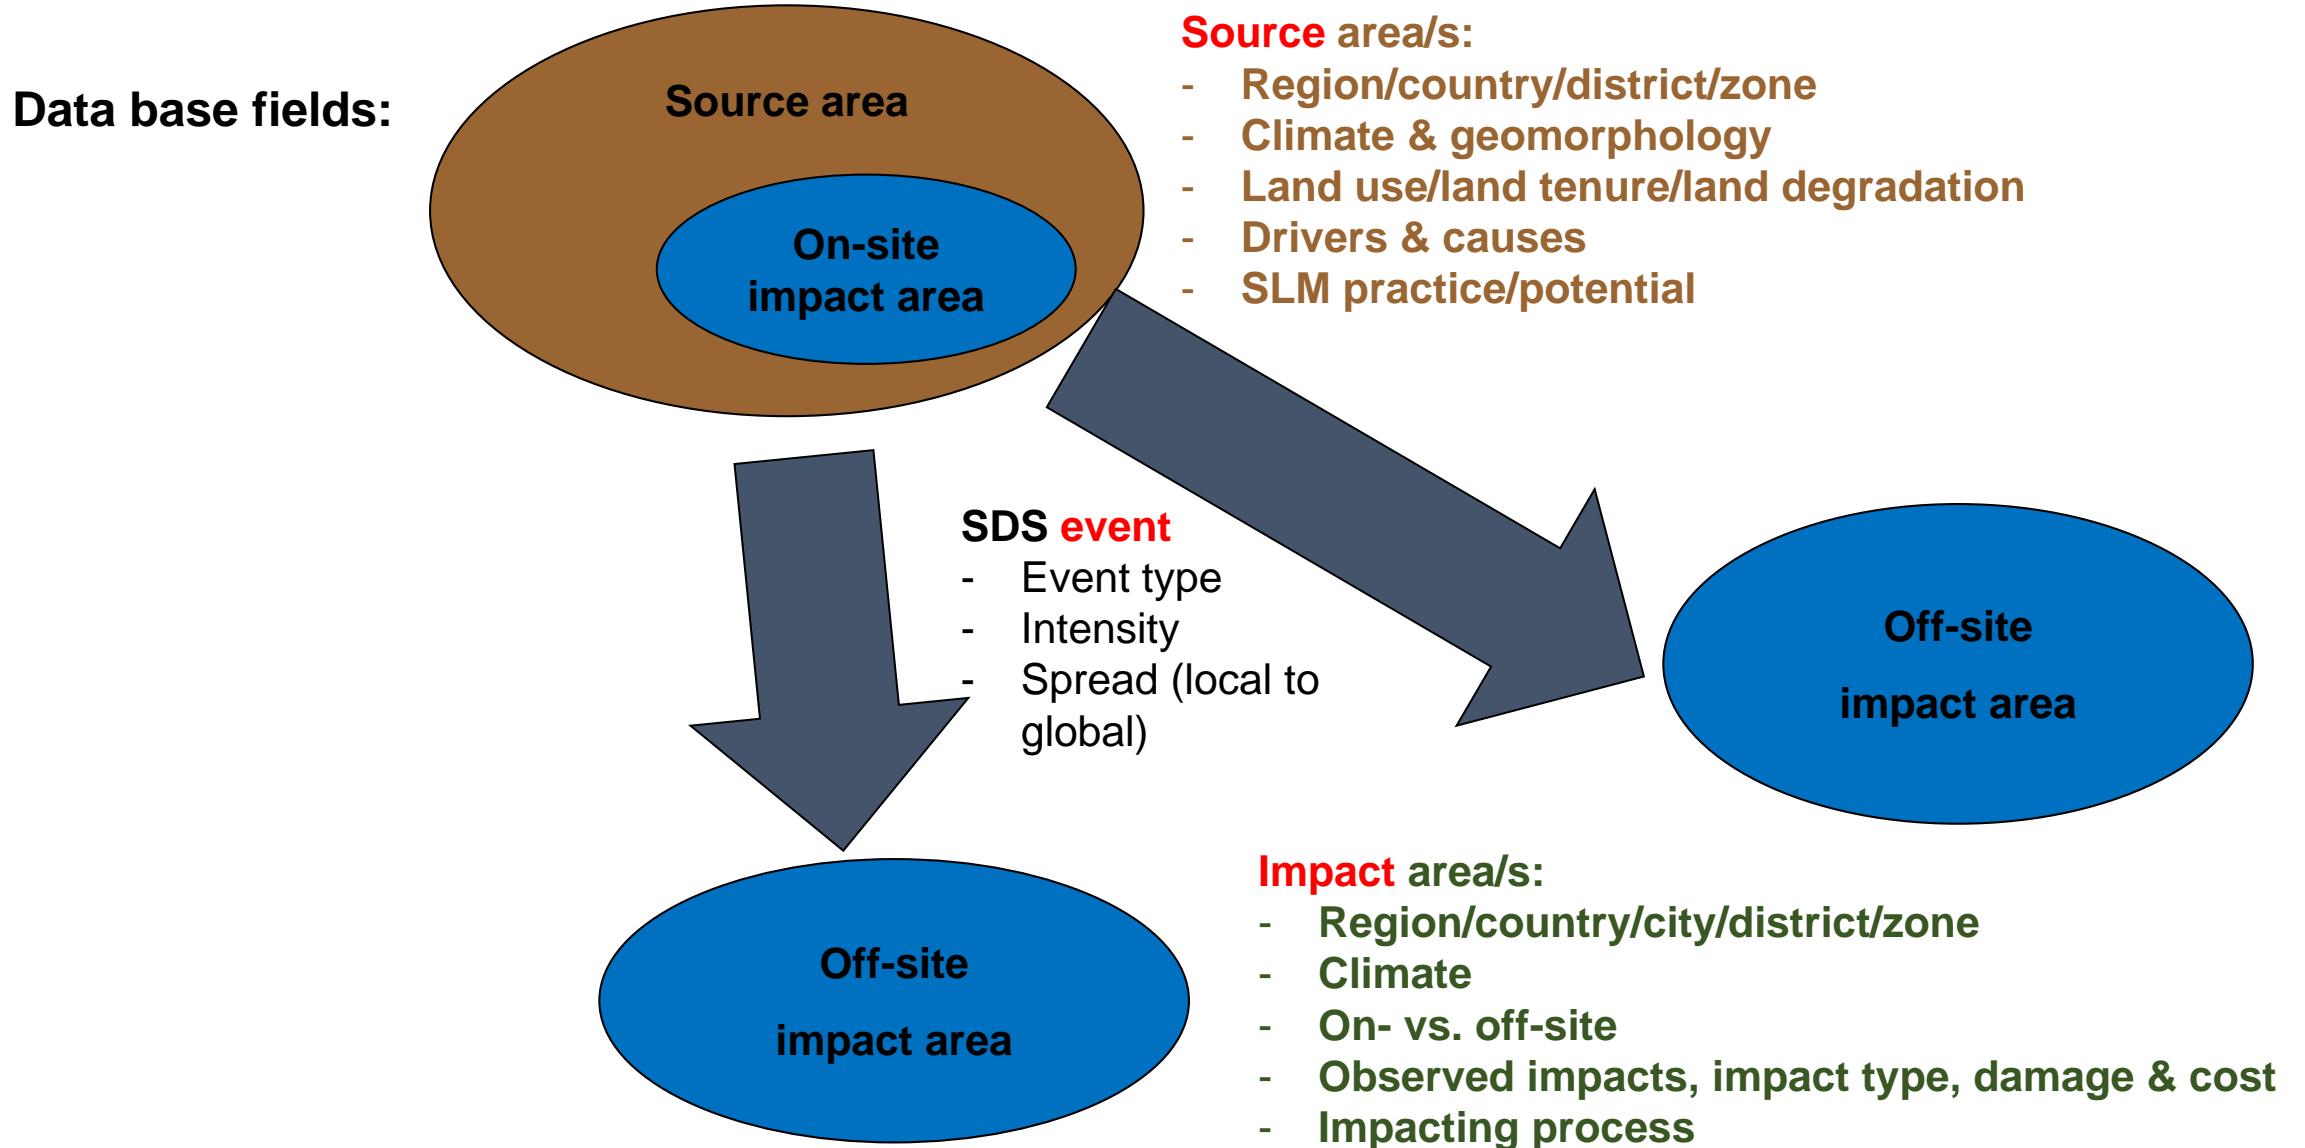 Data base fields:
Source area
On-site
impact area
Source area/s:
- Region/country/district/zone
- Climate & geomorphology
- Land use/land tenure/land degradation
- Drivers & causes
- SLM practice/potential
SDS event
- Event type
- Intensity
- Spread (local to
global)
Off-site
impact area
Off-site
impact area
Impact area/s:
- Region/country/city/district/zone
- Climate
- On- vs. off-site
- Observed impacts, impact type, damage & cost
- Impacting process